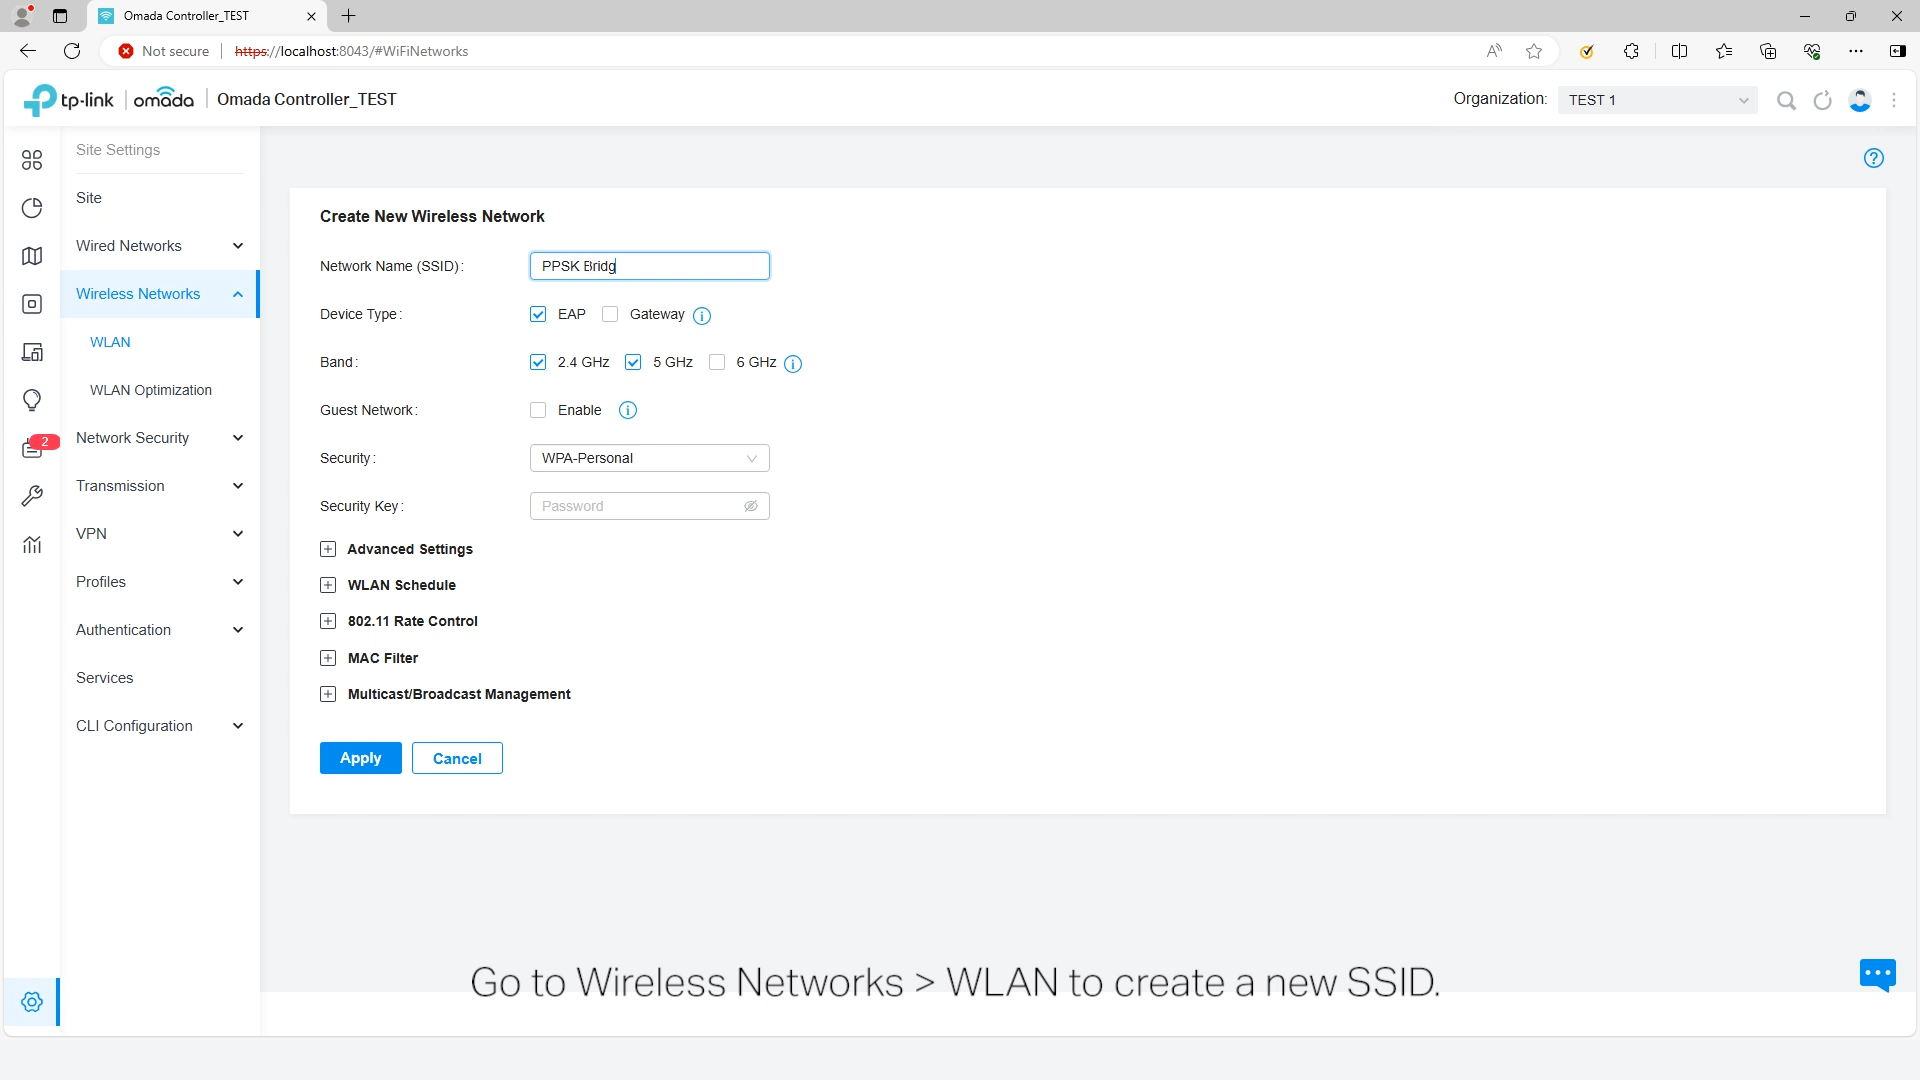 Omada Controller_TEST
Not secure
https://localhost:8043/#WiFiNetworks
tp-link
omada
Omada Controller_TEST
Organization:
TEST 1
Site Settings
Site
Wired Networks
Wireless Networks
WLAN
WLAN Optimization
2
Network Security
Transmission
VPN
Profiles
Authentication
Services
CLI Configuration
Create New Wireless Network
Network Name (SSID):
PPSK Bridg
Device Type:
EAP
Gateway
Band:
2.4 GHz
5 GHz
6 GHz
Guest Network:
Enable
Security:
WPA-Personal
Security Key:
Password
Advanced Settings
WLAN Schedule
802.11 Rate Control
MAC Filter
Multicast/Broadcast Management
Apply
Cancel
Go to Wireless Networks > WLAN to create a new SSID.